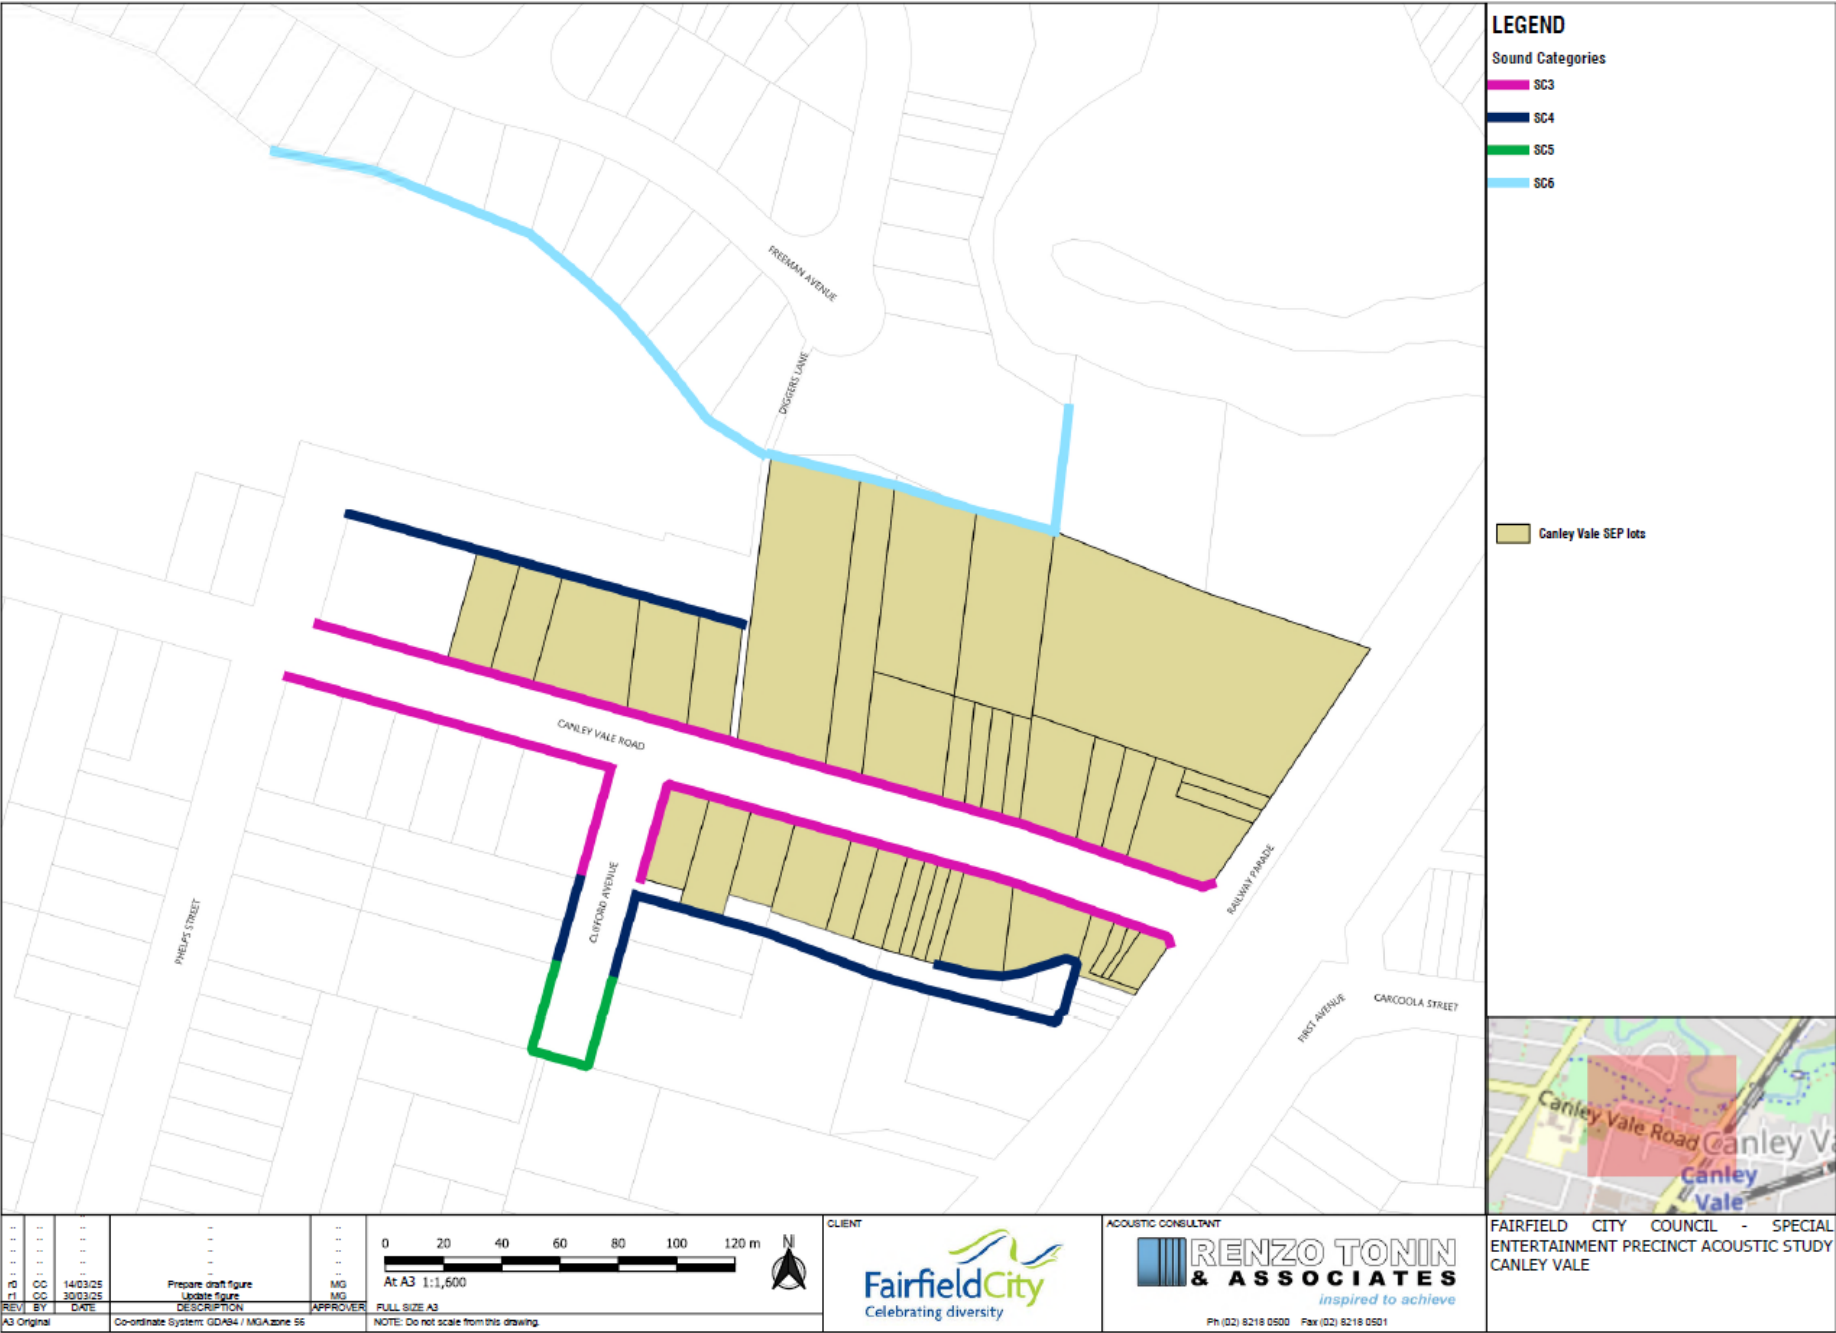 LEGEND
Sound Categories
SC3
SC4
SC5
SC6
Canley Vale SEP lots
FREEMAN AVENUE
DIGGERS LANE
CANLEY VALE ROAD
CLIFFORD AVENUE
PHELPS STREET
RAILWAY PARADE
FIRST AVENUE
CARCOOLA STREET
Canley Vale Road
Canley Va
Canley
Vale
r0 CC 14/03/25 Prepare draft figure MG
r1 CC 30/03/25 Update figure MG
REV BY DATE DESCRIPTION APPROVER
A3 Original Co-ordinate System: GDA94 / MGA zone 56
0 20 40 60 80 100 120 m N
At A3 1:1,600
FULL SIZE A3
NOTE: Do not scale from this drawing.
CLIENT
FairfieldCity
Celebrating diversity
ACOUSTIC CONSULTANT
RENZO TONIN
& ASSOCIATES
inspired to achieve
Ph (02) 8218 0500 Fax (02) 8218 0501
FAIRFIELD CITY COUNCIL - SPECIAL
ENTERTAINMENT PRECINCT ACOUSTIC STUDY
CANLEY VALE